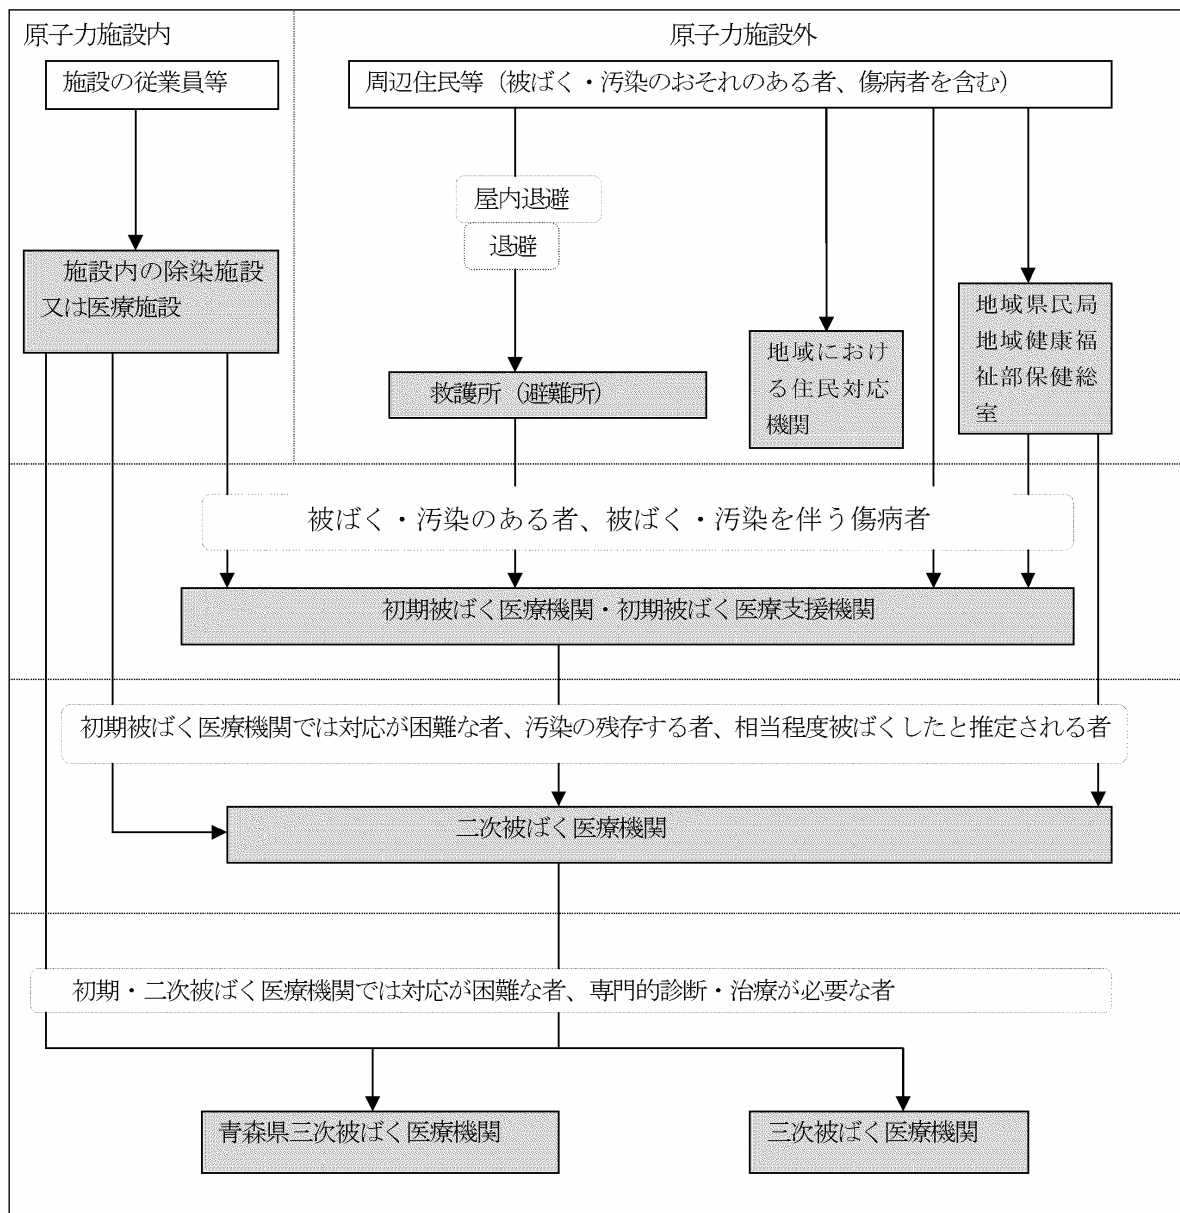 原子力施設内
原子力施設外
施設の従業員等
周辺住民等（被ばく・汚染のおそれのある者、傷病者を含む）
屋内退避
退避
施設内の除染施設
又は医療施設
救護所（避難所）
地域におけ
る住民対応
機関
地域県民局
地域健康福
祉部保健総
室
被ばく・汚染のある者、被ばく・汚染を伴う傷病者
初期被ばく医療機関・初期被ばく医療支援機関
初期被ばく医療機関では対応が困難な者、汚染の残存する者、相当程度被ばくしたと推定される者
二次被ばく医療機関
初期・二次被ばく医療機関では対応が困難な者、専門的診断・治療が必要な者
青森県三次被ばく医療機関
三次被ばく医療機関